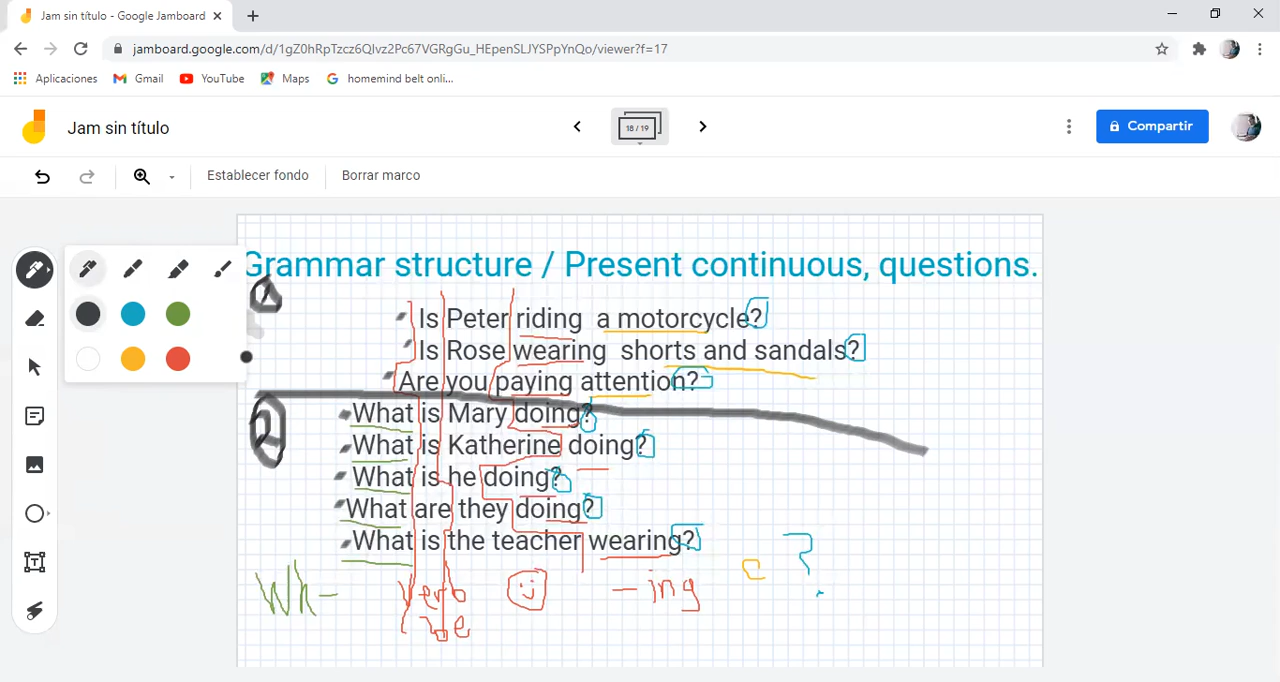 Jam sin título - Google Jamboard
jamboard.google.com/d/1gZ0hRpTzcz6QIvz2Pc67VGRgGu_HEpenSLJYSPpYnQo/viewer?f=17
Aplicaciones Gmail YouTube Maps homemind belt onli...
Jam sin título
18 / 19
Compartir
Establecer fondo Borrar marco
Grammar structure / Present continuous, questions.
1
Is Peter riding a motorcycle?
Is Rose wearing shorts and sandals?
Are you paying attention?
2
What is Mary doing?
What is Katherine doing?
What is he doing?
What are they doing?
What is the teacher wearing?
Wh- Verb -ing c ?